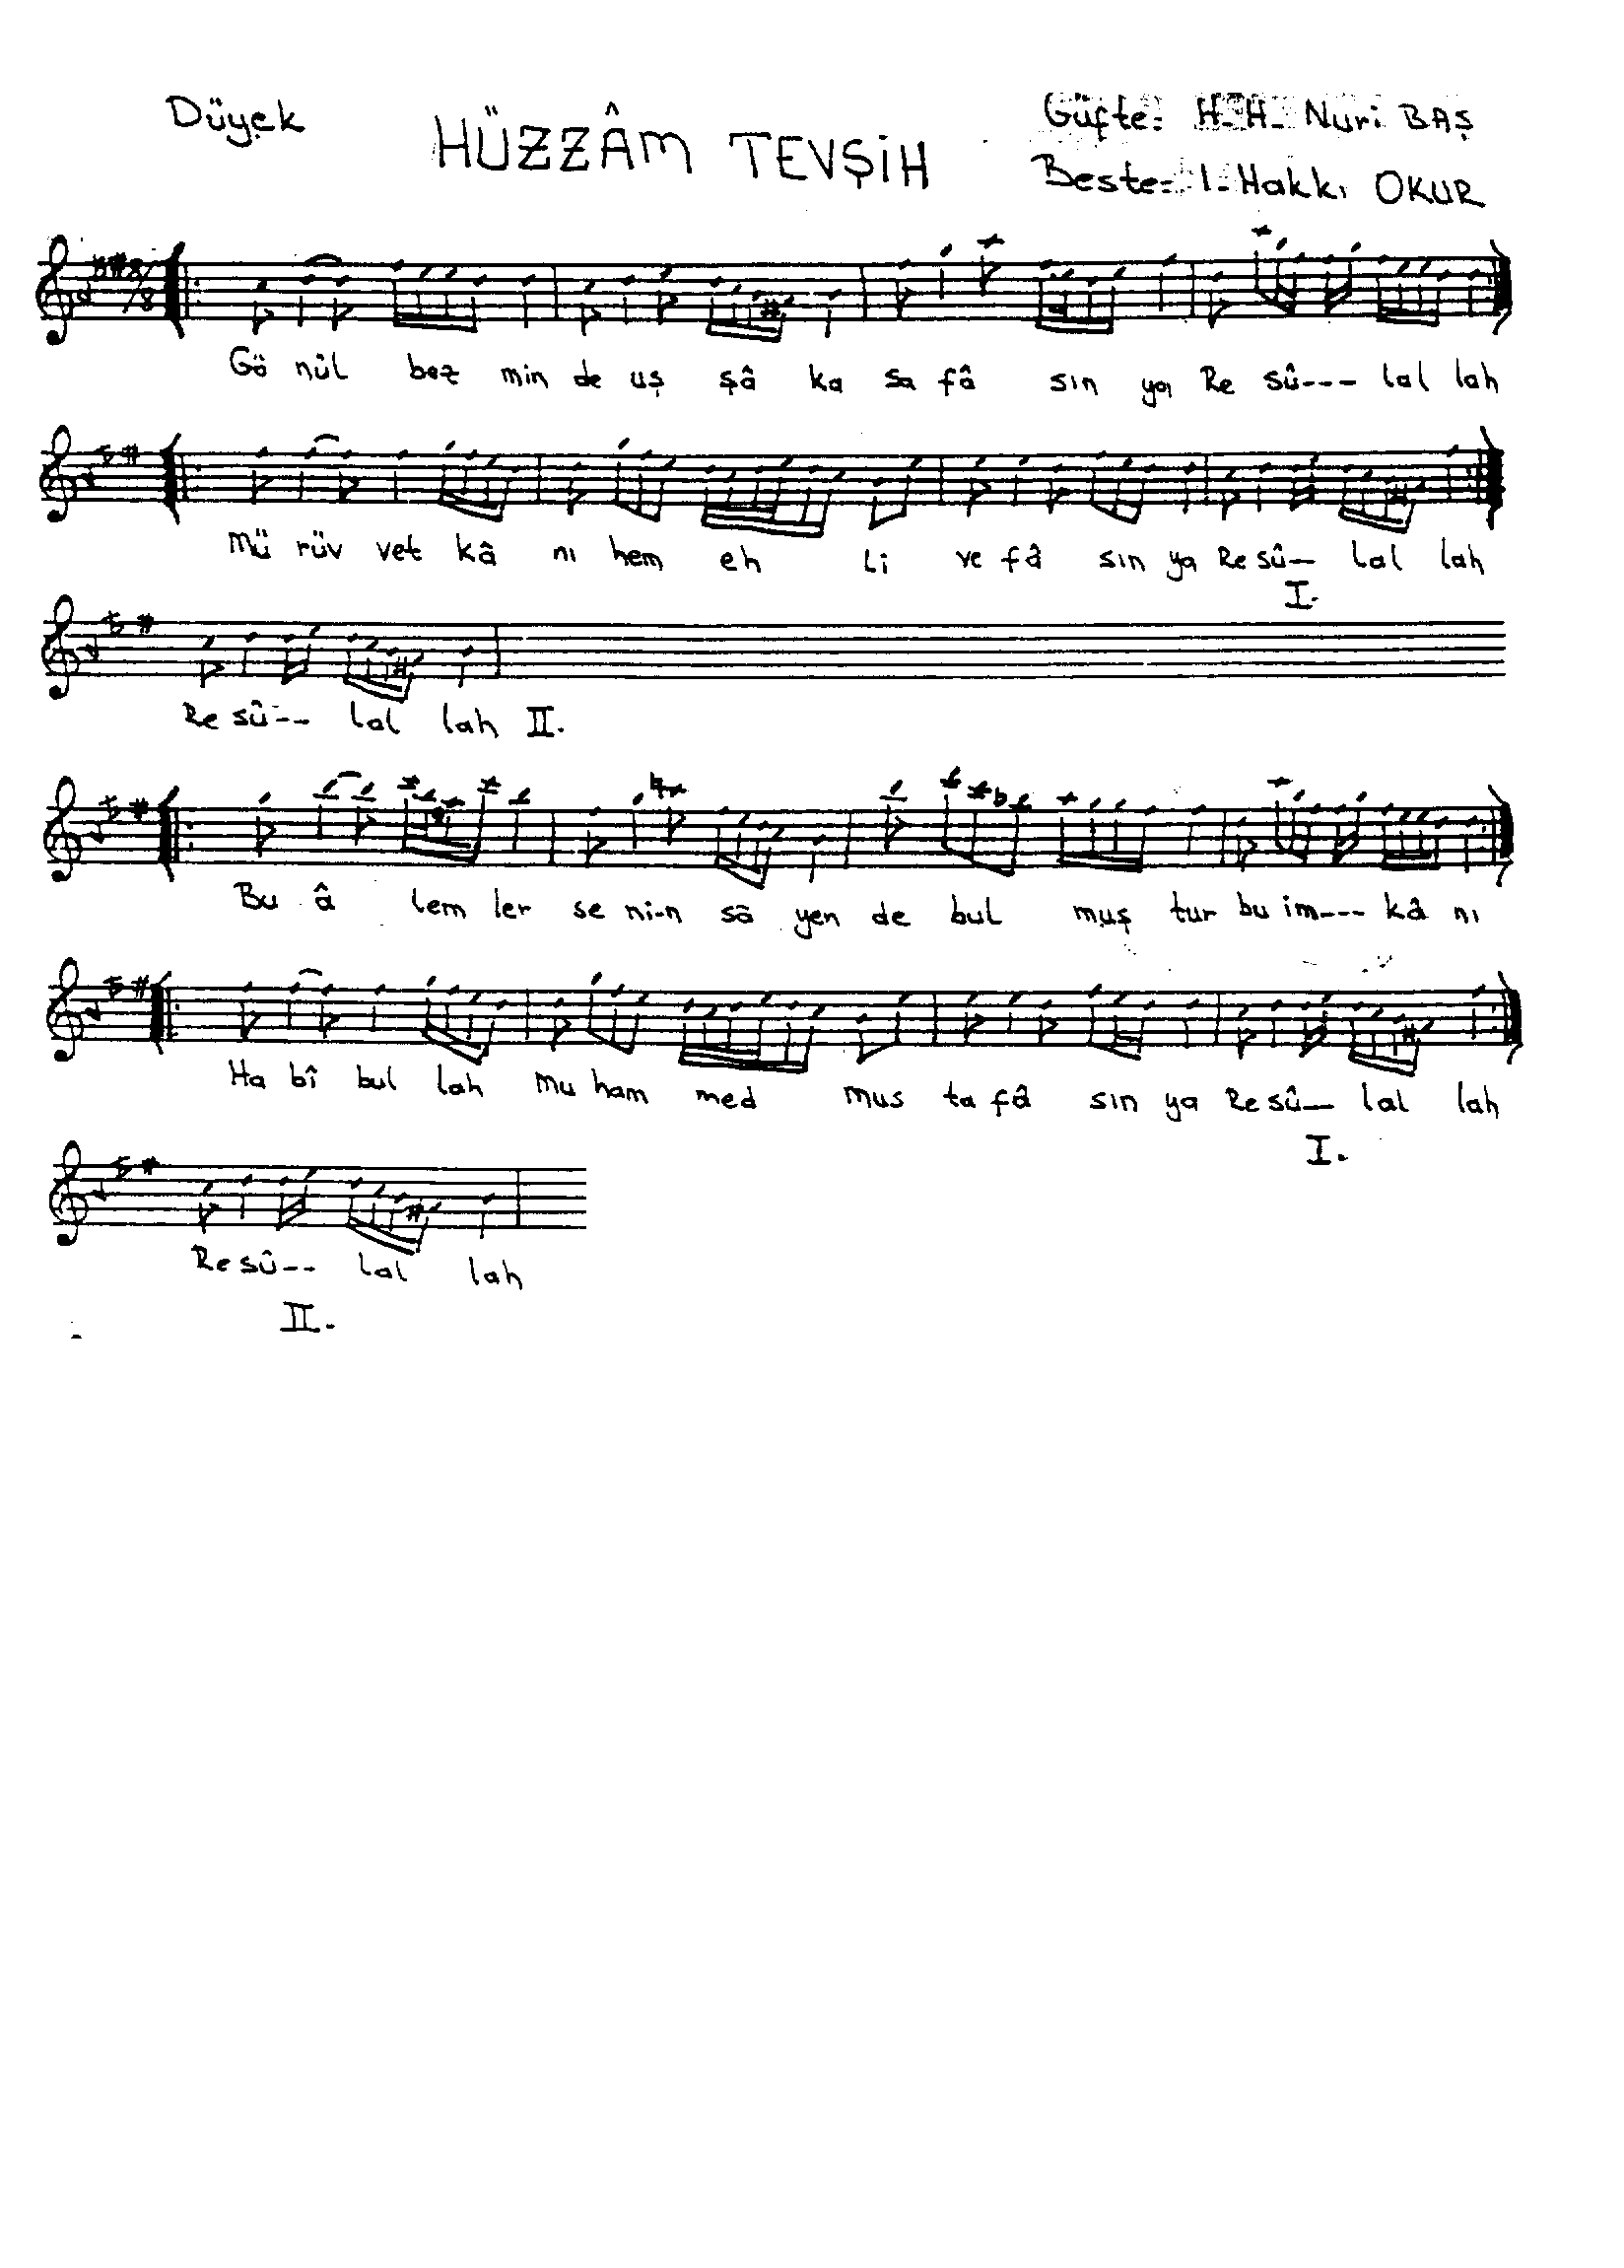 Düyek
HÜZZÂM TEVŞİH
Güfte: H.H. Nuri BAŞ
Beste: İ. Hakkı OKUR
8/8
Gö nül bez min de uş şâ ka sa fâ sın ya Re sû--- lal lah
Mü rüv vet kâ nı hem eh li ve fâ sın ya Re sû— lal lah
I.
Re sû--- lal lah II.
Bu â lem ler se ni-n sâ yen de bul muş tur bu im--- kâ nı
Ha bî bul lah mu ham med mus ta fâ sın ya Re sû— lal lah
I.
Re sû-- lal lah
II.